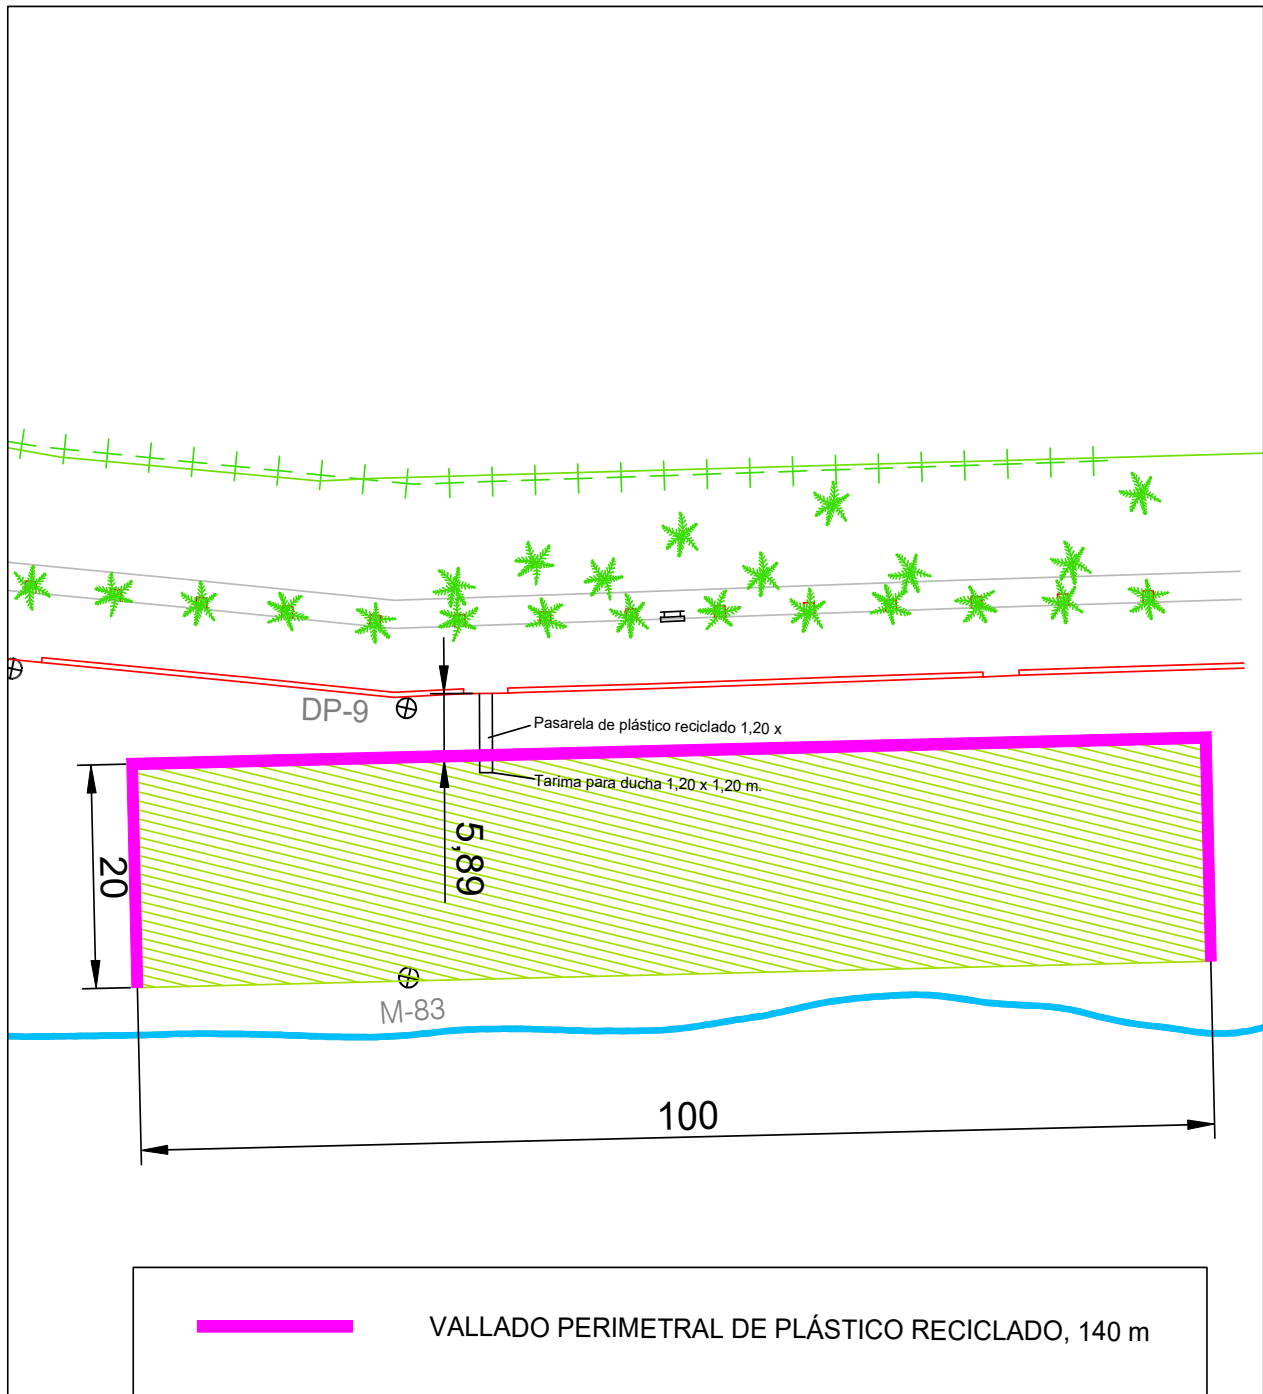 DP-9
Pasarela de plástico reciclado 1,20 x
Tarima para ducha 1,20 x 1,20 m.
5,89
20
M-83
100
VALLADO PERIMETRAL DE PLÁSTICO RECICLADO, 140 m